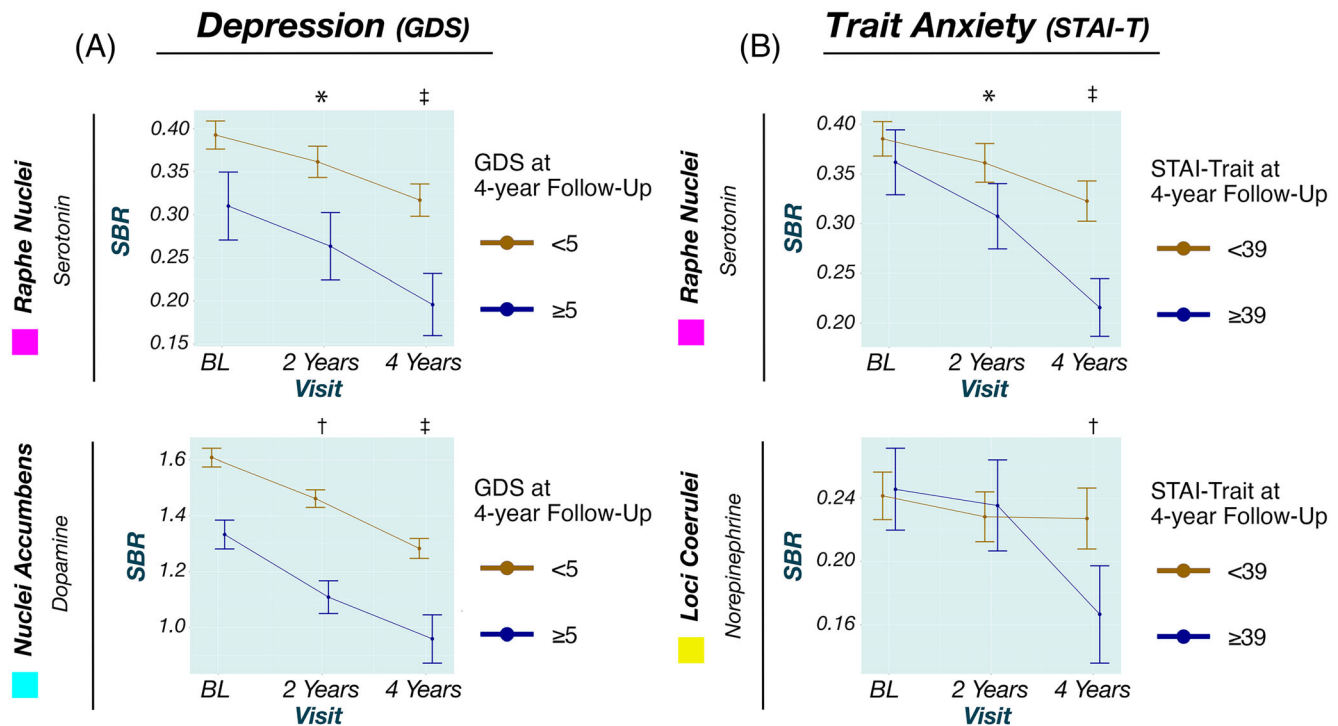 (A)
Depression (GDS)
Raphe Nuclei
Serotonin
SBR
* ‡
0.40
0.35
0.30
0.25
0.20
0.15
BL 2 Years 4 Years
Visit
GDS at
4-year Follow-Up
<5
≥5
Nuclei Accumbens
Dopamine
SBR
† ‡
1.6
1.4
1.2
1.0
BL 2 Years 4 Years
Visit
GDS at
4-year Follow-Up
<5
≥5
(B)
Trait Anxiety (STAI-T)
Raphe Nuclei
Serotonin
SBR
* ‡
0.40
0.35
0.30
0.25
0.20
BL 2 Years 4 Years
Visit
STAI-Trait at
4-year Follow-Up
<39
≥39
Loci Coerulei
Norepinephrine
SBR
†
0.24
0.20
0.16
BL 2 Years 4 Years
Visit
STAI-Trait at
4-year Follow-Up
<39
≥39